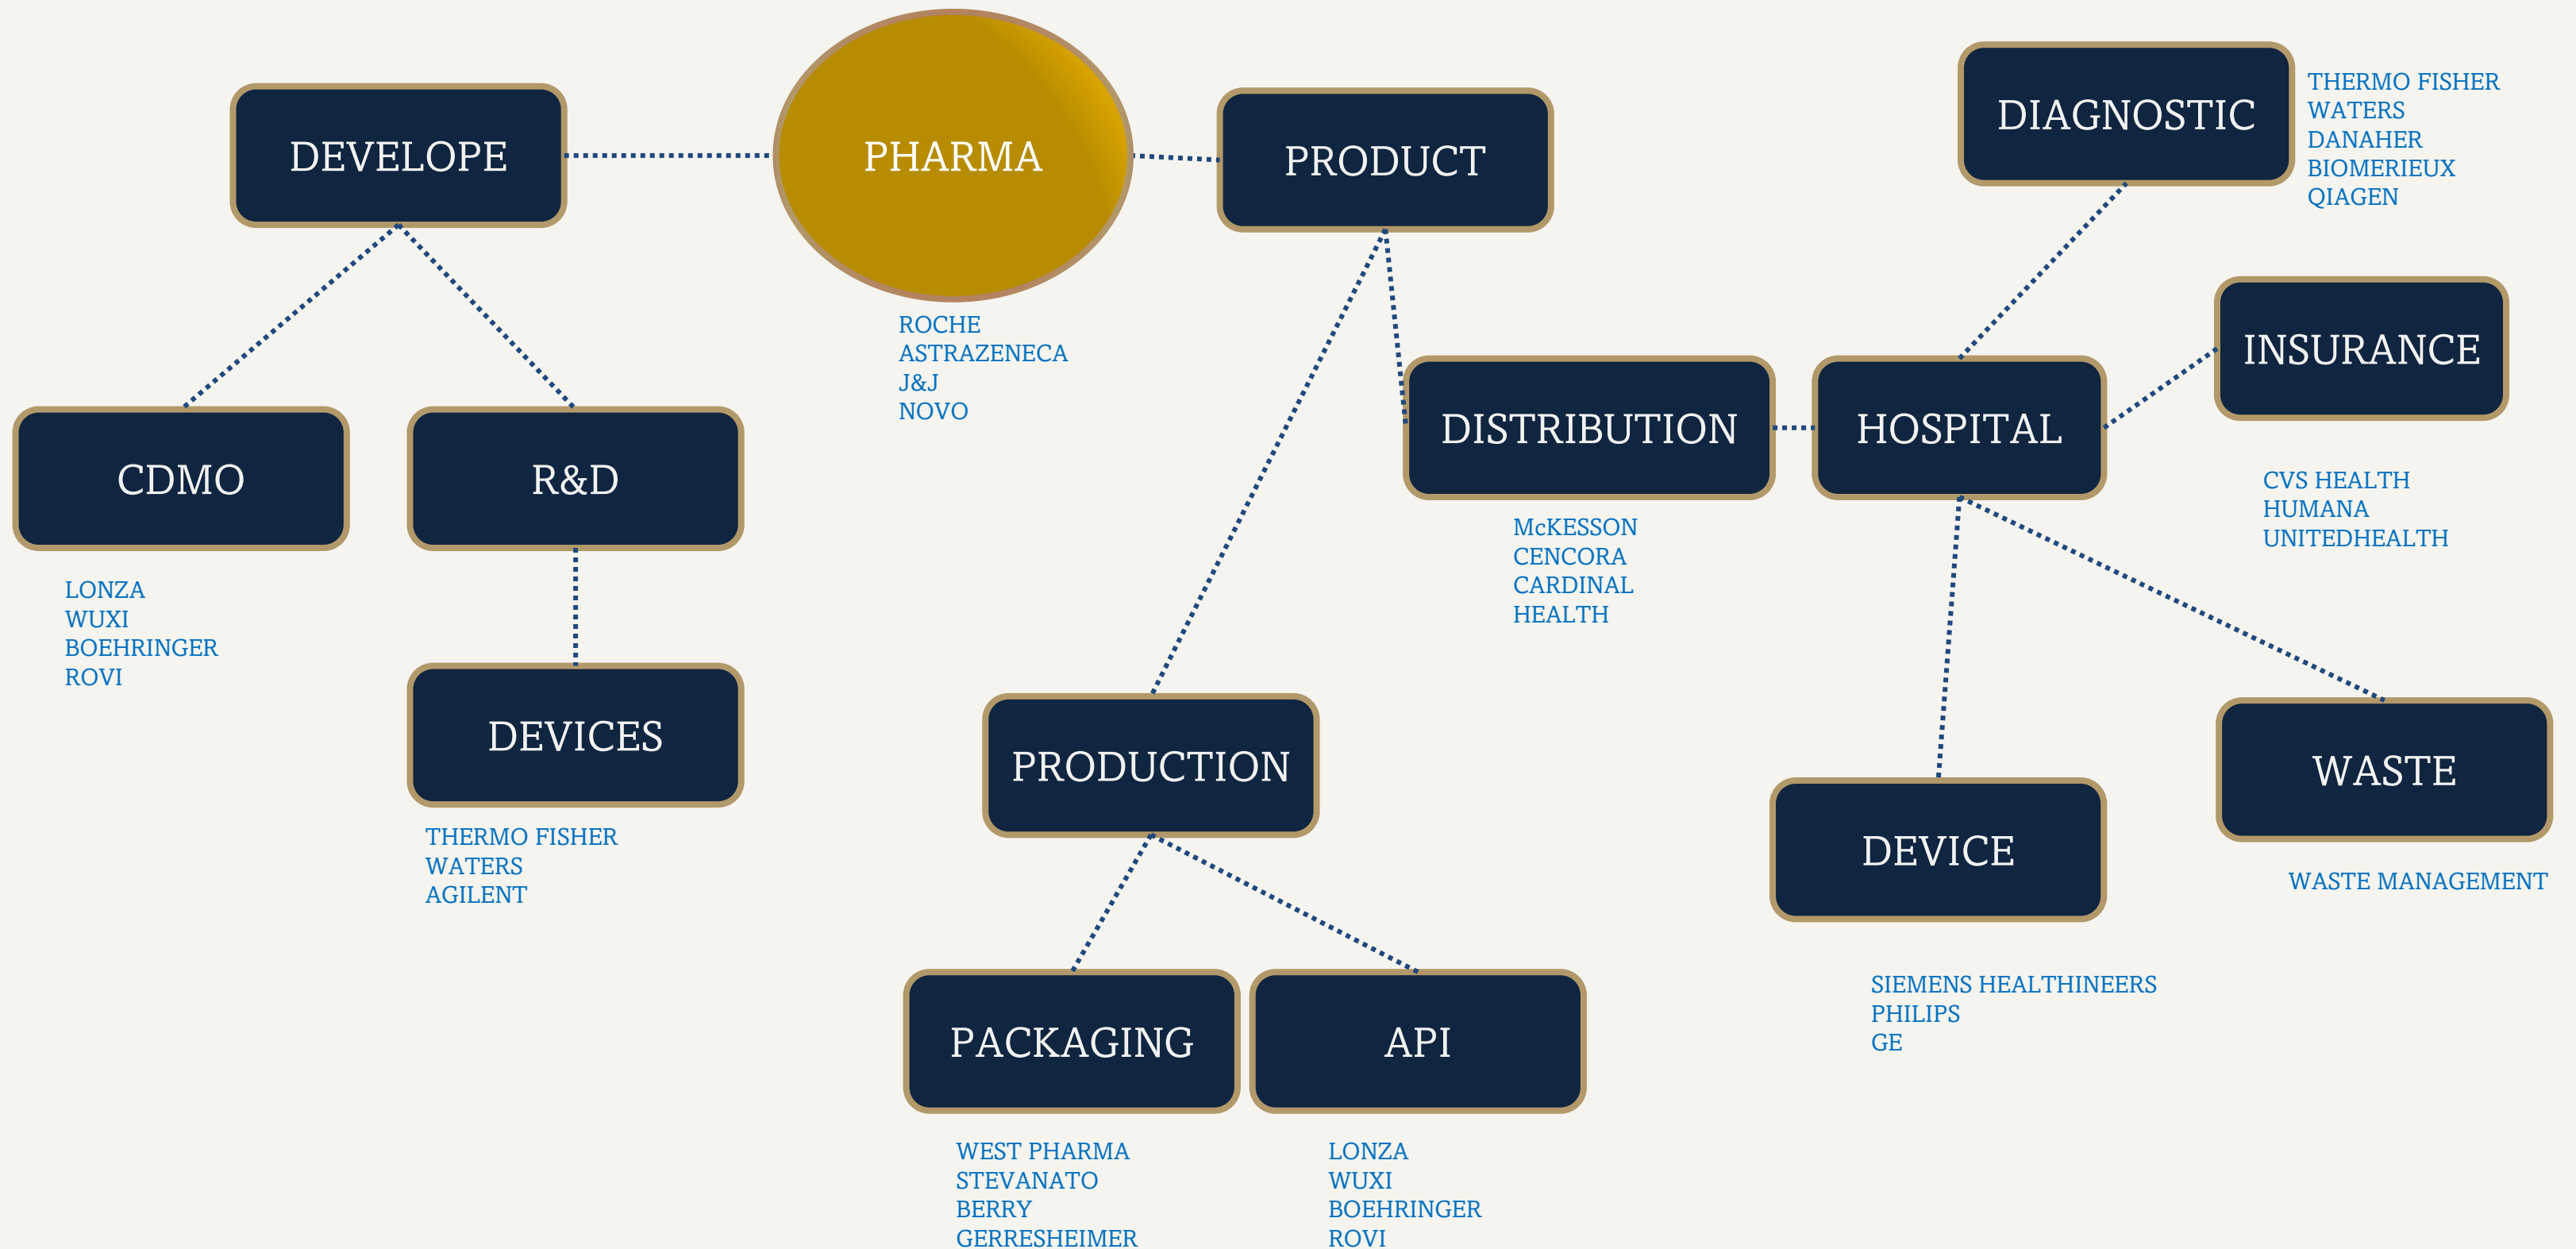 DEVELOPE
PHARMA
PRODUCT
DIAGNOSTIC
THERMO FISHER
WATERS
DANAHER
BIOMERIEUX
QIAGEN
ROCHE
ASTRAZENECA
J&J
NOVO
INSURANCE
CDMO
R&D
DISTRIBUTION
HOSPITAL
CVS HEALTH
HUMANA
UNITEDHEALTH
McKESSON
CENCORA
CARDINAL
HEALTH
LONZA
WUXI
BOEHRINGER
ROVI
DEVICES
THERMO FISHER
WATERS
AGILENT
PRODUCTION
DEVICE
WASTE
WASTE MANAGEMENT
SIEMENS HEALTHINEERS
PHILIPS
GE
PACKAGING
API
WEST PHARMA
STEVANATO
BERRY
GERRESHEIMER
LONZA
WUXI
BOEHRINGER
ROVI